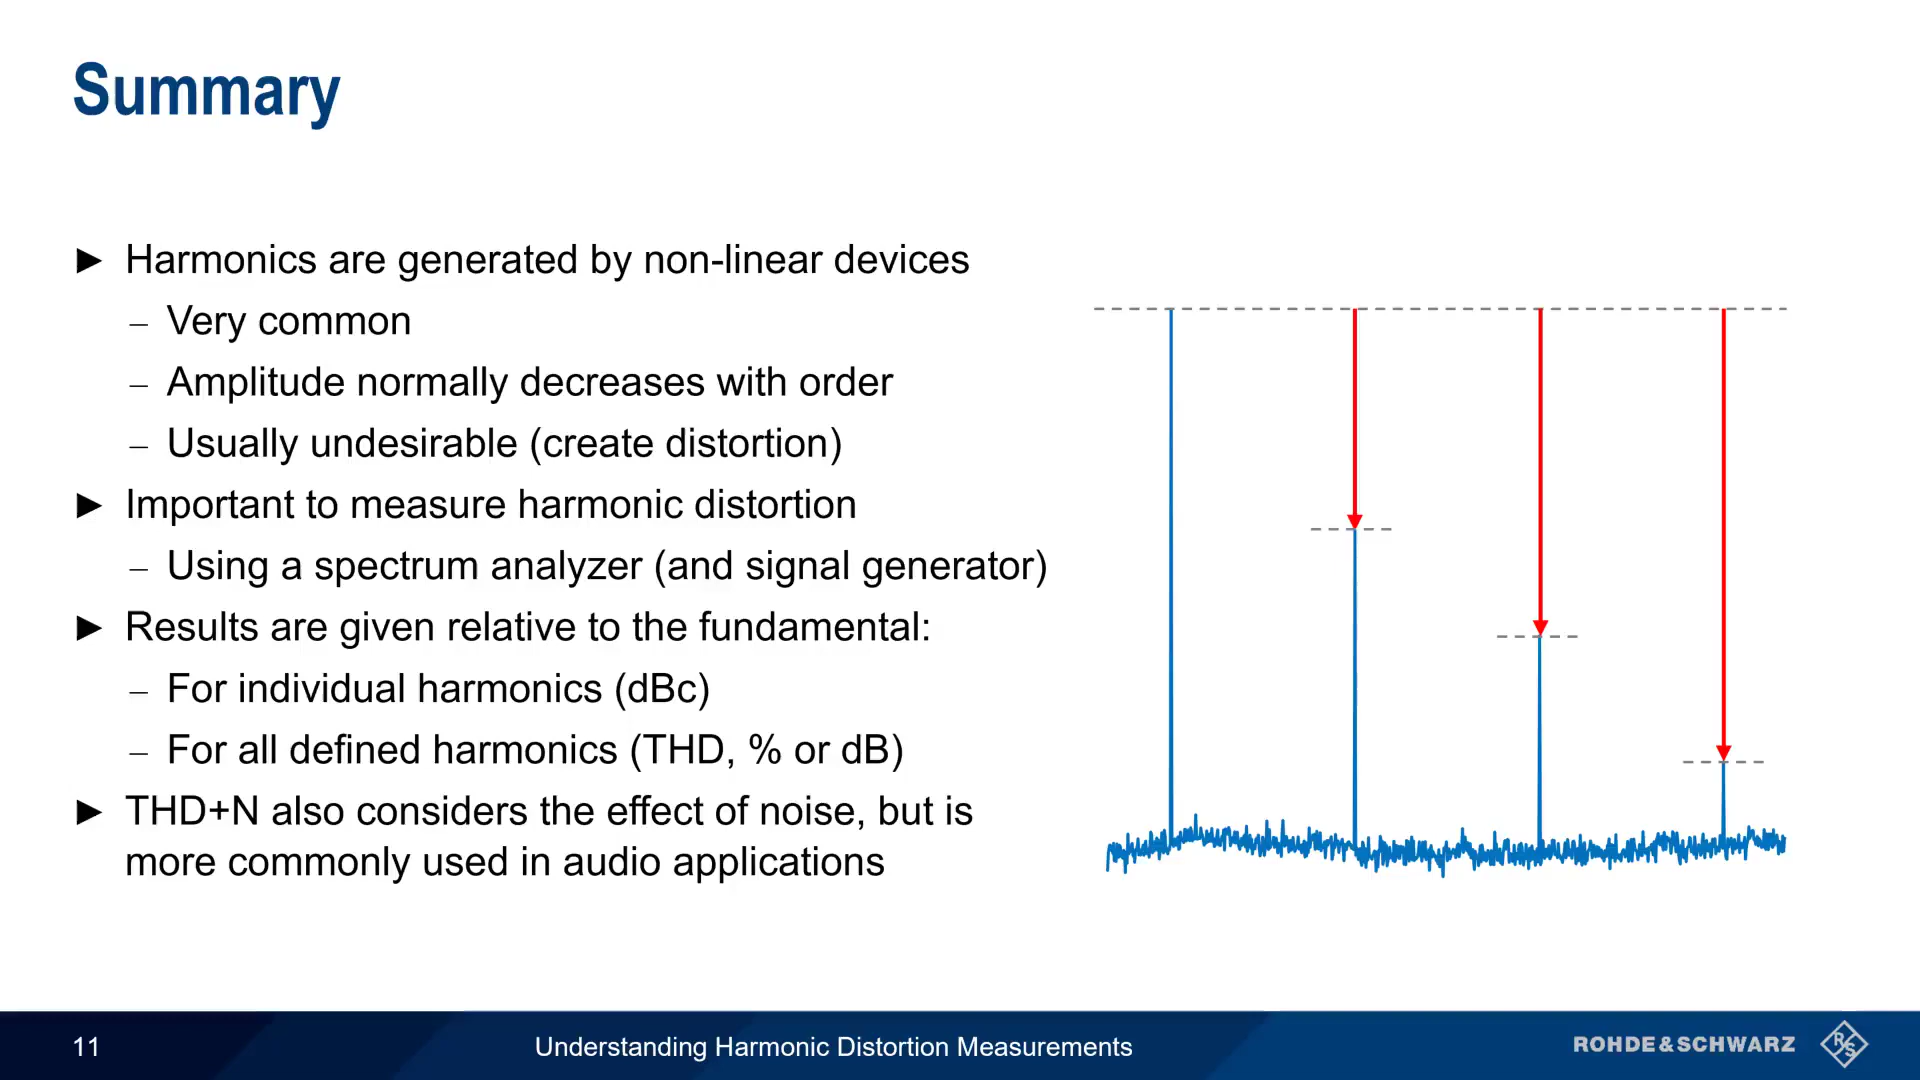 Summary
► Harmonics are generated by non-linear devices
– Very common
– Amplitude normally decreases with order
– Usually undesirable (create distortion)
► Important to measure harmonic distortion
– Using a spectrum analyzer (and signal generator)
► Results are given relative to the fundamental:
– For individual harmonics (dBc)
– For all defined harmonics (THD, % or dB)
► THD+N also considers the effect of noise, but is
more commonly used in audio applications
11
Understanding Harmonic Distortion Measurements
ROHDE&SCHWARZ
R&S